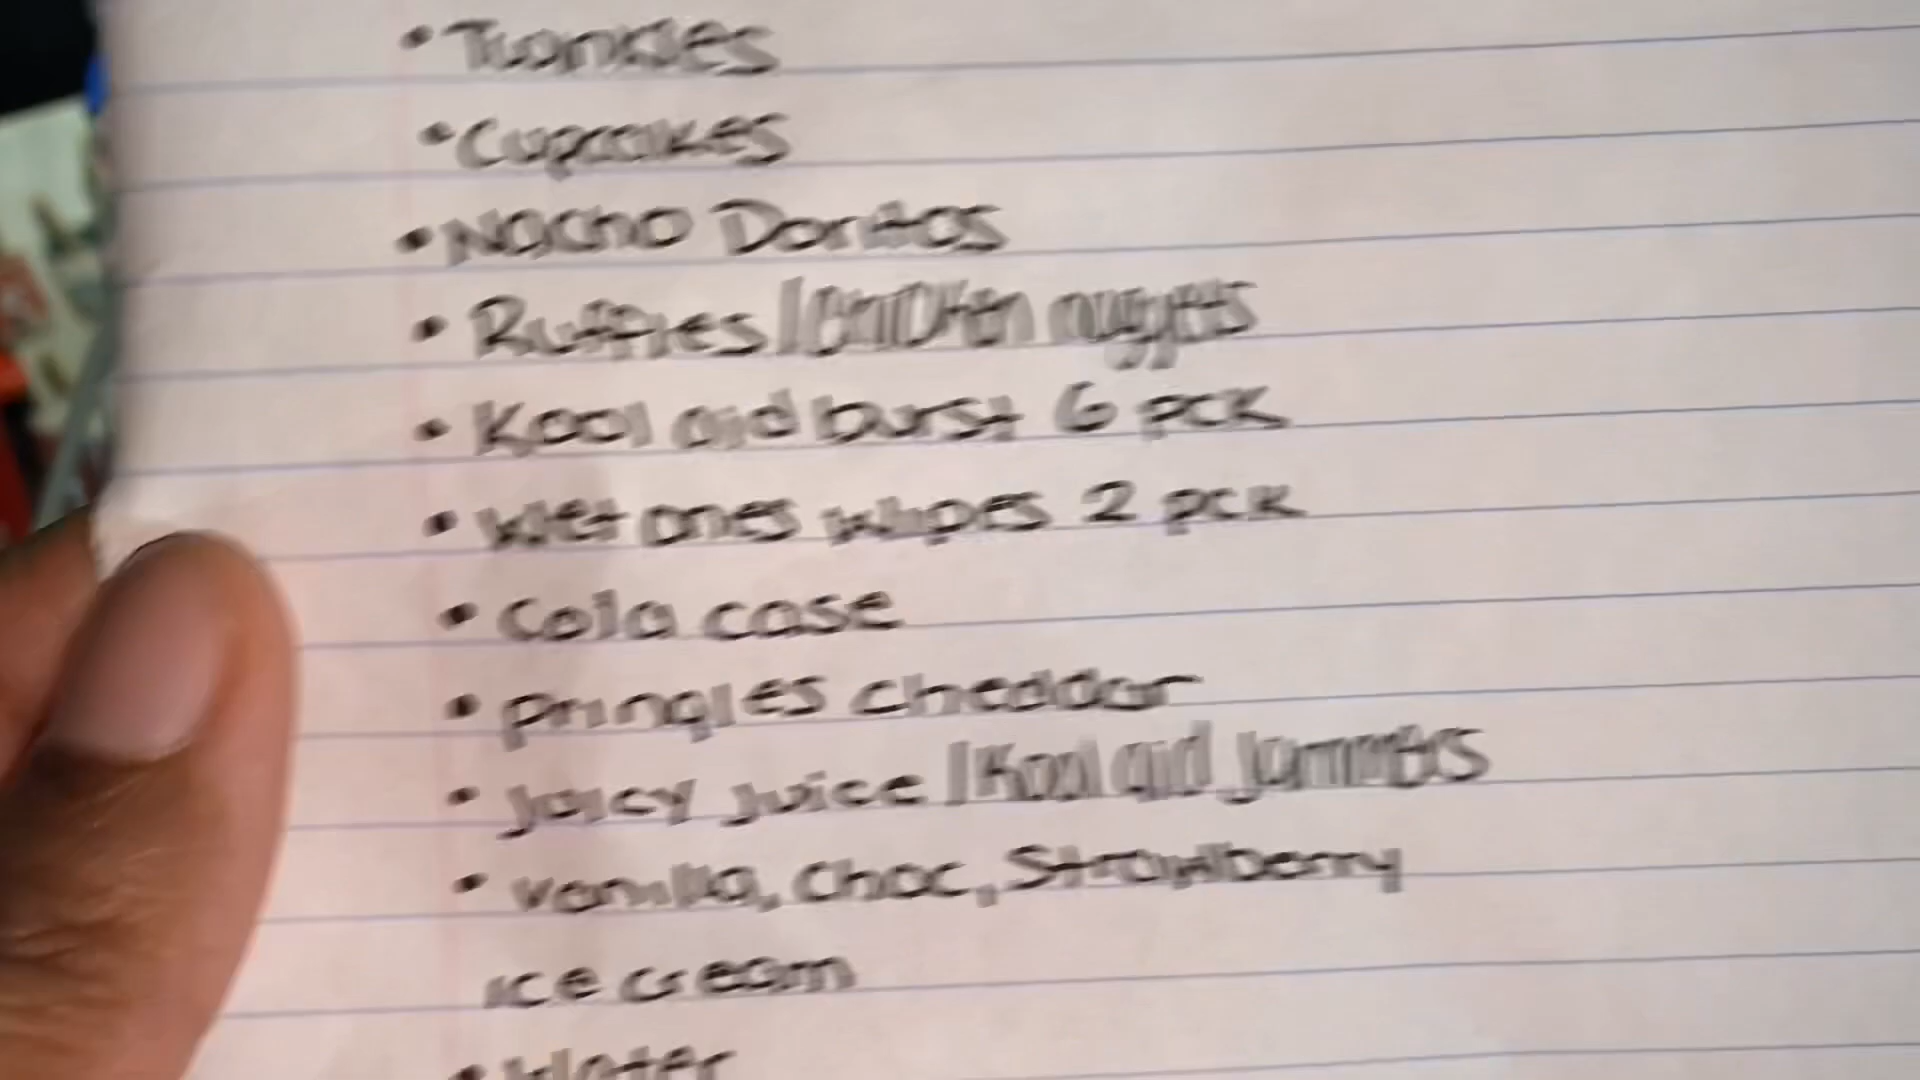 • Twinkies
• Cupcakes
• Nacho Doritos
• Ruffles / Chicken nuggets
• Kool aid burst 6 pck
• Wet ones wipes 2 pck
• Cola case
• Pringles cheddar
• Juicy juice / Kool aid Jammers
• Vanilla, Choc, Strawberry
ice cream
• Water